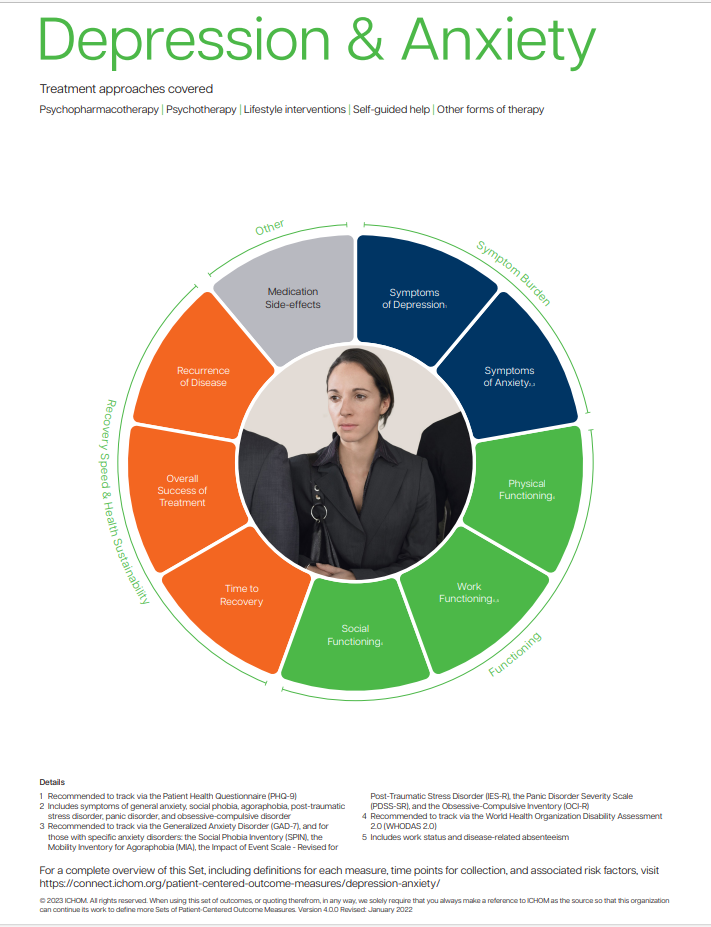 Depression & Anxiety
Treatment approaches covered
Psychopharmacotherapy | Psychotherapy | Lifestyle interventions | Self-guided help | Other forms of therapy
Other
Symptom Burden
Medication
Side-effects
Symptoms
of Depression1
Symptoms
of Anxiety2,3
Recurrence
of Disease
Physical
Functioning4
Overall
Success of
Treatment
Recovery Speed & Health Sustainability
Work
Functioning4,5
Time to
Recovery
Social
Functioning4
Functioning
Details
1 Recommended to track via the Patient Health Questionnaire (PHQ-9)
2 Includes symptoms of general anxiety, social phobia, agoraphobia, post-traumatic
stress disorder, panic disorder, and obsessive-compulsive disorder
3 Recommended to track via the Generalized Anxiety Disorder (GAD-7), and for
those with specific anxiety disorders: the Social Phobia Inventory (SPIN), the
Mobility Inventory for Agoraphobia (MIA), the Impact of Event Scale - Revised for
Post-Traumatic Stress Disorder (IES-R), the Panic Disorder Severity Scale
(PDSS-SR), and the Obsessive-Compulsive Inventory (OCI-R)
4 Recommended to track via the World Health Organization Disability Assessment
2.0 (WHODAS 2.0)
5 Includes work status and disease-related absenteeism
For a complete overview of this Set, including definitions for each measure, time points for collection, and associated risk factors, visit
https://connect.ichom.org/patient-centered-outcome-measures/depression-anxiety/
© 2023 ICHOM. All rights reserved. When using this set of outcomes, or quoting therefrom, in any way, we solely require that you always make a reference to ICHOM as the source so that this organization
can continue its work to define more Sets of Patient-Centered Outcome Measures. Version 4.0.0 Revised: January 2022